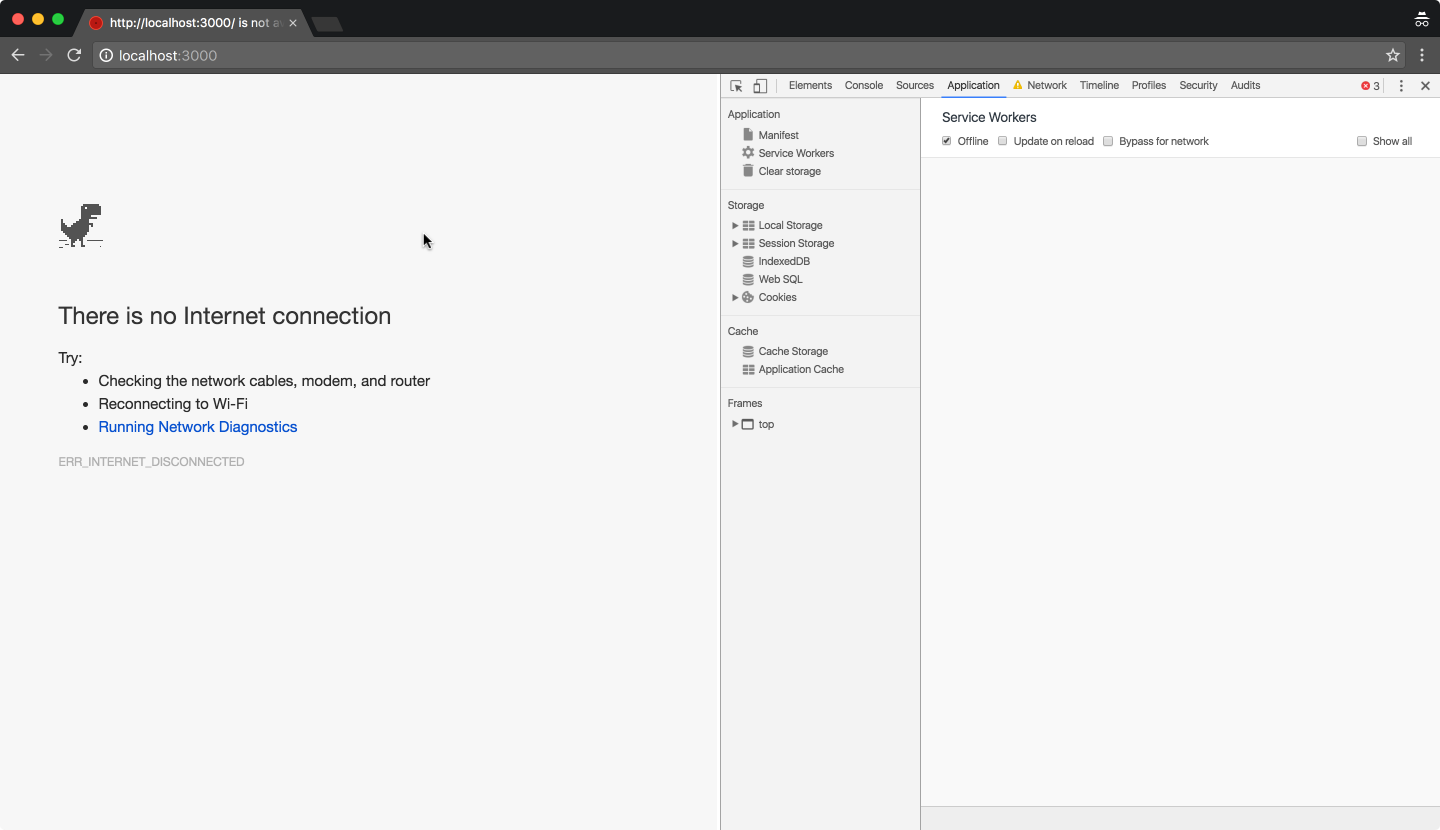 http://localhost:3000/ is not a
localhost:3000
Elements Console Sources Application Network Timeline Profiles Security Audits 3
Application
Manifest
Service Workers
Clear storage
Storage
Local Storage
Session Storage
IndexedDB
Web SQL
Cookies
Cache
Cache Storage
Application Cache
Frames
top
Service Workers
Offline Update on reload Bypass for network Show all
There is no Internet connection
Try:
Checking the network cables, modem, and router
Reconnecting to Wi-Fi
Running Network Diagnostics
ERR_INTERNET_DISCONNECTED